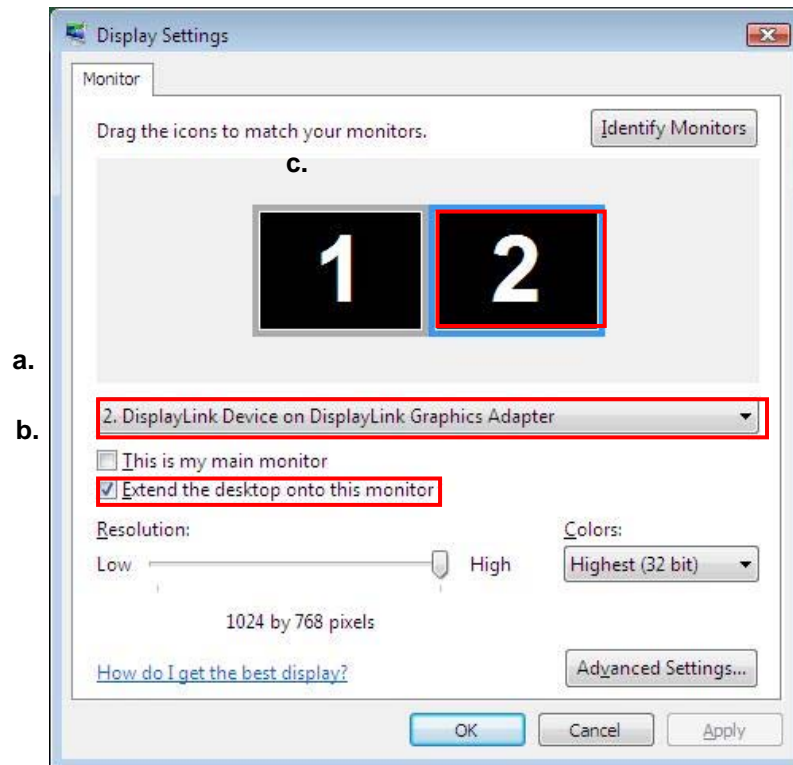 Display Settings
Monitor
Drag the icons to match your monitors.
Identify Monitors
c.
1
2
a.
2. DisplayLink Device on DisplayLink Graphics Adapter
b.
This is my main monitor
Extend the desktop onto this monitor
Resolution:
Colors:
Low
High
Highest (32 bit)
1024 by 768 pixels
How do I get the best display?
Advanced Settings...
OK
Cancel
Apply